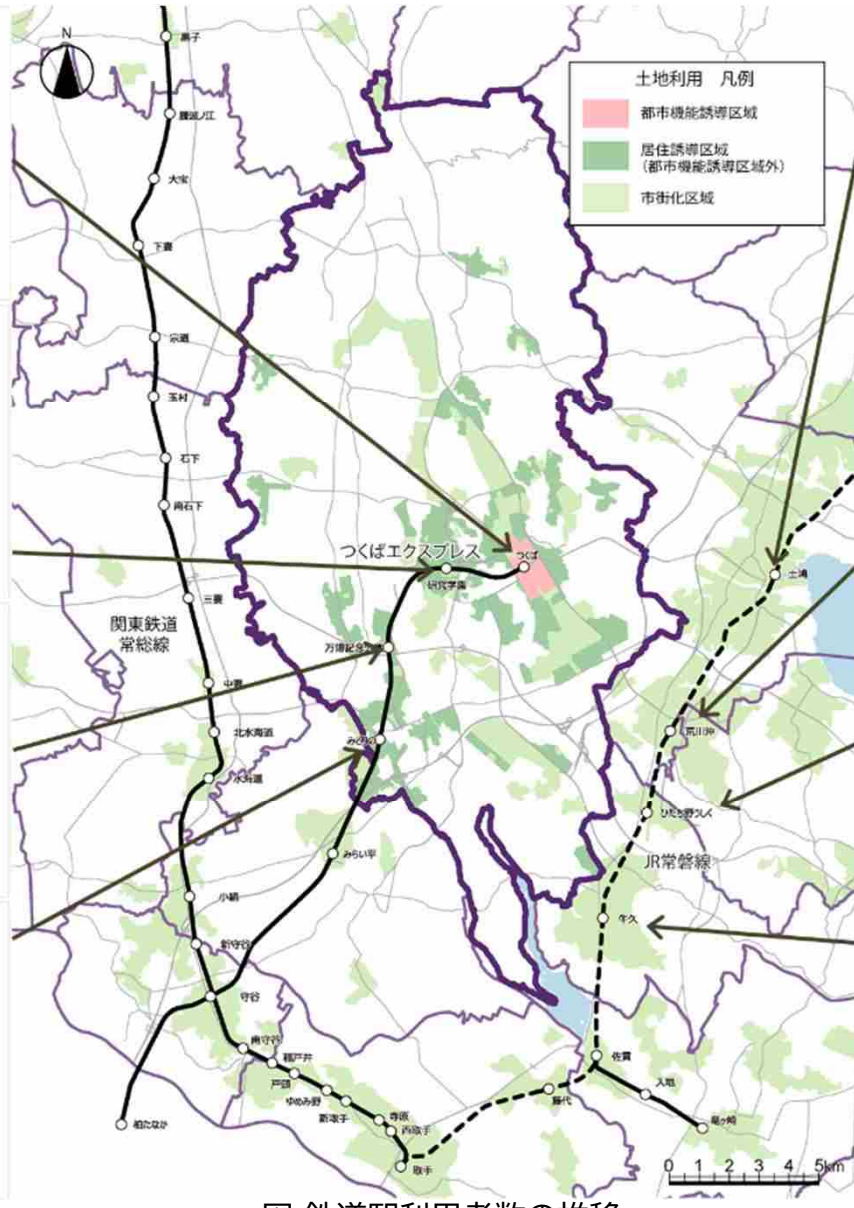 N
土地利用 凡例
都市機能誘導区域
居住誘導区域
(都市機能誘導区域外)
市街化区域
黒子
騰波ノ江
大宝
下妻
宗道
玉村
石下
南石下
三妻
関東鉄道
常総線
中妻
北水海道
水海道
小絹
新守谷
守谷
南守谷
稲戸井
戸頭
ゆめみ野
新取手
寺原
西取手
取手
柏たなか
つくばエクスプレス
つくば
研究学園
万博記念
みどりの
みらい平
土浦
荒川沖
ひたち野うしく
JR常磐線
牛久
佐貫
入地
竜ヶ崎
藤代
0 1 2 3 4 5km
図 鉄道駅利用者数の推移